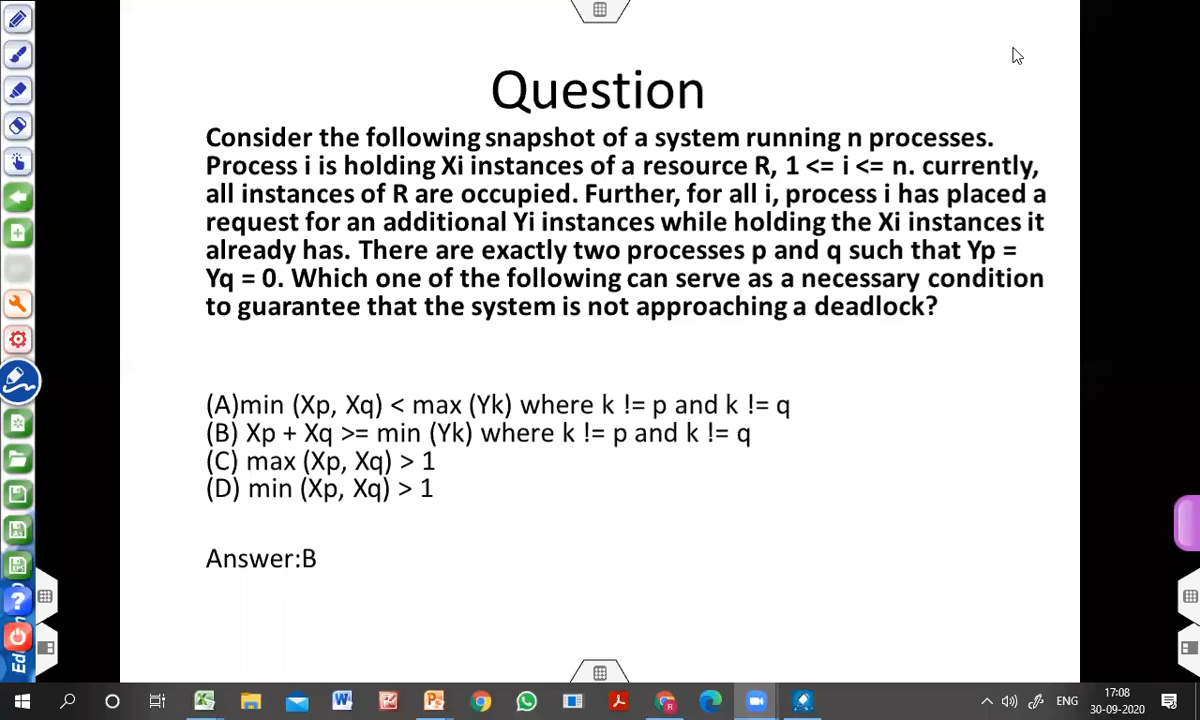 Question
Consider the following snapshot of a system running n processes.
Process i is holding Xi instances of a resource R, 1 <= i <= n. currently,
all instances of R are occupied. Further, for all i, process i has placed a
request for an additional Yi instances while holding the Xi instances it
already has. There are exactly two processes p and q such that Yp =
Yq = 0. Which one of the following can serve as a necessary condition
to guarantee that the system is not approaching a deadlock?
(A)min (Xp, Xq) < max (Yk) where k != p and k != q
(B) Xp + Xq >= min (Yk) where k != p and k != q
(C) max (Xp, Xq) > 1
(D) min (Xp, Xq) > 1
Answer:B
ENG
17:08
30-09-2020